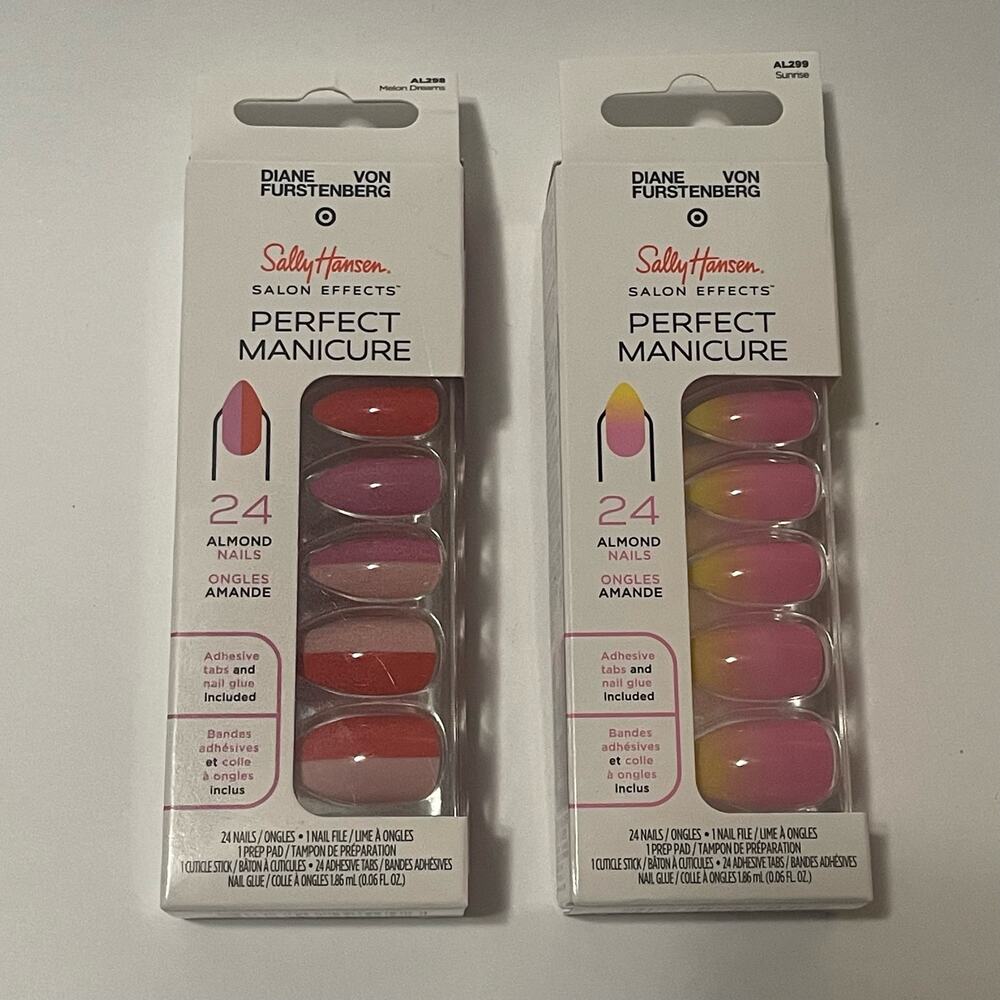 AL298
Melon Dreams
DIANE VON
FURSTENBERG
Sally Hansen®
SALON EFFECTS™
PERFECT
MANICURE
24
ALMOND
NAILS
ONGLES
AMANDE
Adhesive
tabs and
nail glue
included
Bandes
adhésives
et colle
à ongles
inclus
24 NAILS / ONGLES • 1 NAIL FILE / LIME À ONGLES
1 PREP PAD / TAMPON DE PRÉPARATION
1 CUTICLE STICK / BÂTON À CUTICULES • 24 ADHESIVE TABS / BANDES ADHÉSIVES
NAIL GLUE / COLLE À ONGLES 1.86 mL (0.06 FL. OZ.)
AL299
Sunrise
DIANE VON
FURSTENBERG
Sally Hansen®
SALON EFFECTS™
PERFECT
MANICURE
24
ALMOND
NAILS
ONGLES
AMANDE
Adhesive
tabs and
nail glue
included
Bandes
adhésives
et colle
à ongles
inclus
24 NAILS / ONGLES • 1 NAIL FILE / LIME À ONGLES
1 PREP PAD / TAMPON DE PRÉPARATION
1 CUTICLE STICK / BÂTON À CUTICULES • 24 ADHESIVE TABS / BANDES ADHÉSIVES
NAIL GLUE / COLLE À ONGLES 1.86 mL (0.06 FL. OZ.)